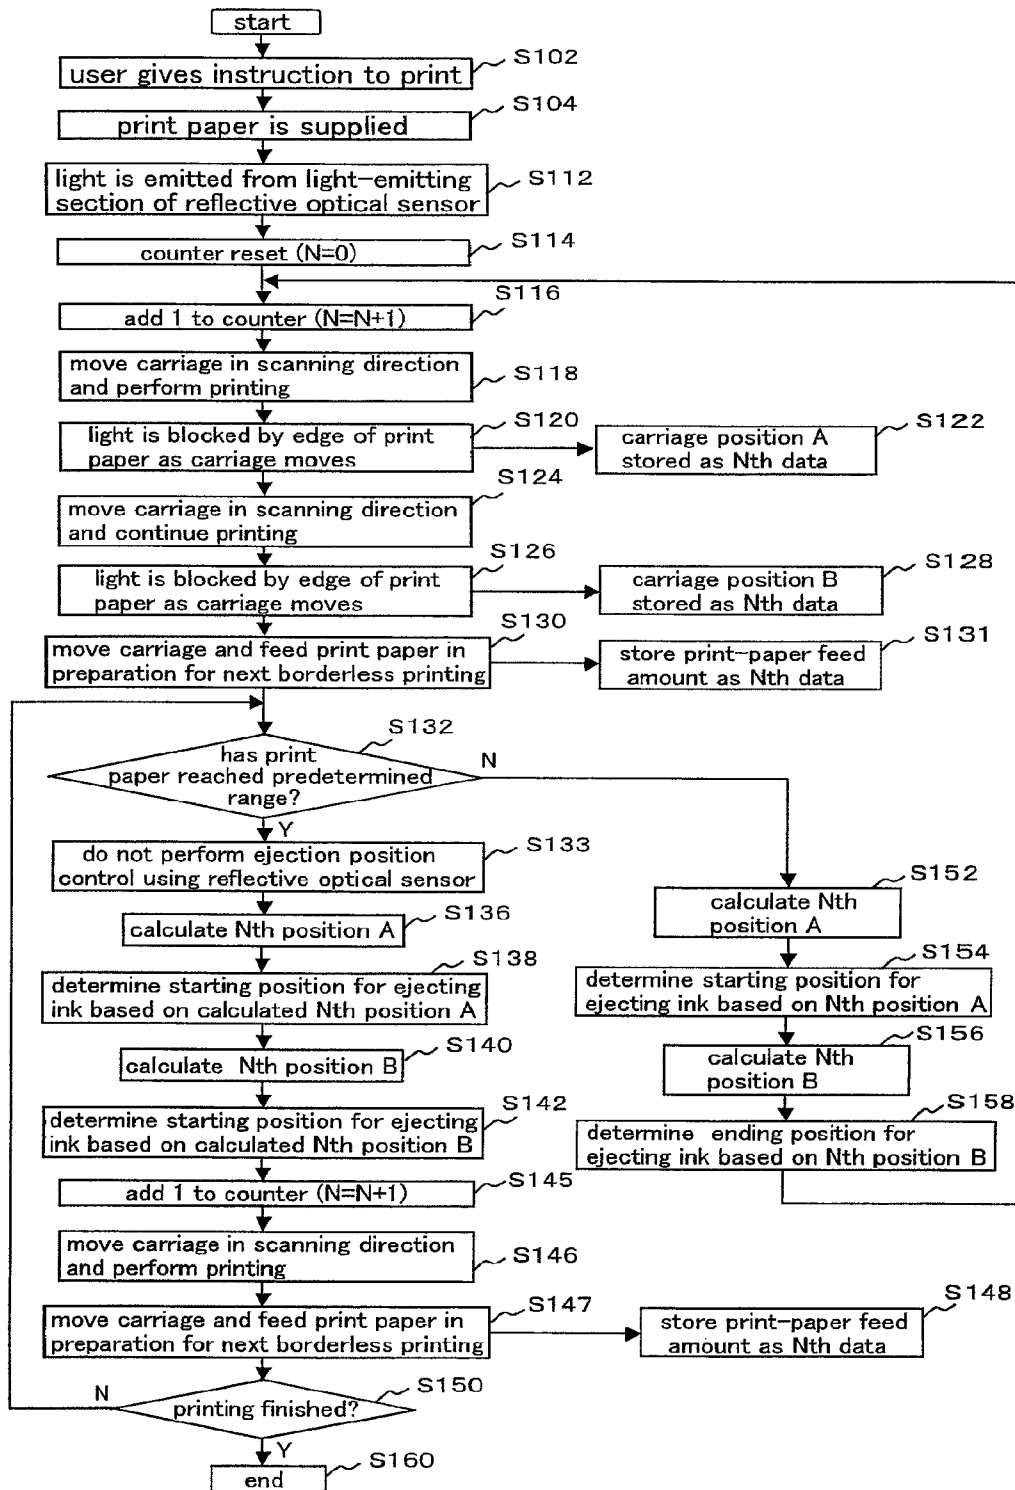 start
user gives instruction to print
S102
print paper is supplied
S104
light is emitted from light-emitting
section of reflective optical sensor
S112
counter reset (N=0)
S114
add 1 to counter (N=N+1)
S116
move carriage in scanning direction
and perform printing
S118
light is blocked by edge of print
paper as carriage moves
S120
carriage position A
stored as Nth data
S122
move carriage in scanning direction
and continue printing
S124
light is blocked by edge of print
paper as carriage moves
S126
carriage position B
stored as Nth data
S128
move carriage and feed print paper in
preparation for next borderless printing
S130
store print-paper feed
amount as Nth data
S131
has print
paper reached predetermined
range?
S132
N
Y
do not perform ejection position
control using reflective optical sensor
S133
calculate Nth position A
S136
determine starting position for ejecting
ink based on calculated Nth position A
S138
calculate Nth position B
S140
determine starting position for ejecting
ink based on calculated Nth position B
S142
add 1 to counter (N=N+1)
S145
move carriage in scanning direction
and perform printing
S146
move carriage and feed print paper in
preparation for next borderless printing
S147
store print-paper feed
amount as Nth data
S148
printing finished?
S150
N
Y
end
S160
calculate Nth
position A
S152
determine starting position for
ejecting ink based on Nth position A
S154
calculate Nth
position B
S156
determine ending position for
ejecting ink based on Nth position B
S158